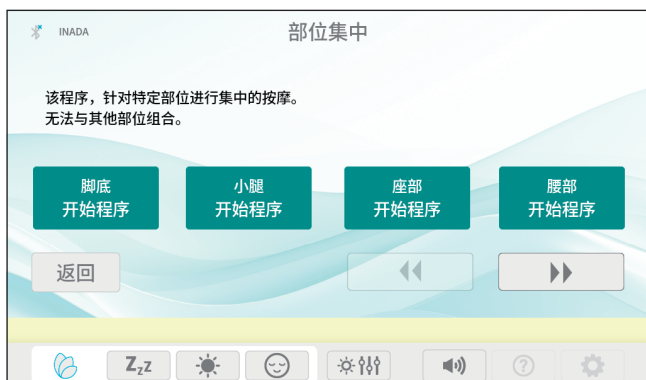 INADA
部位集中
该程序，针对特定部位进行集中的按摩。
无法与其他部位组合。
脚底
开始程序
小腿
开始程序
座部
开始程序
腰部
开始程序
返回
ZzZ
?